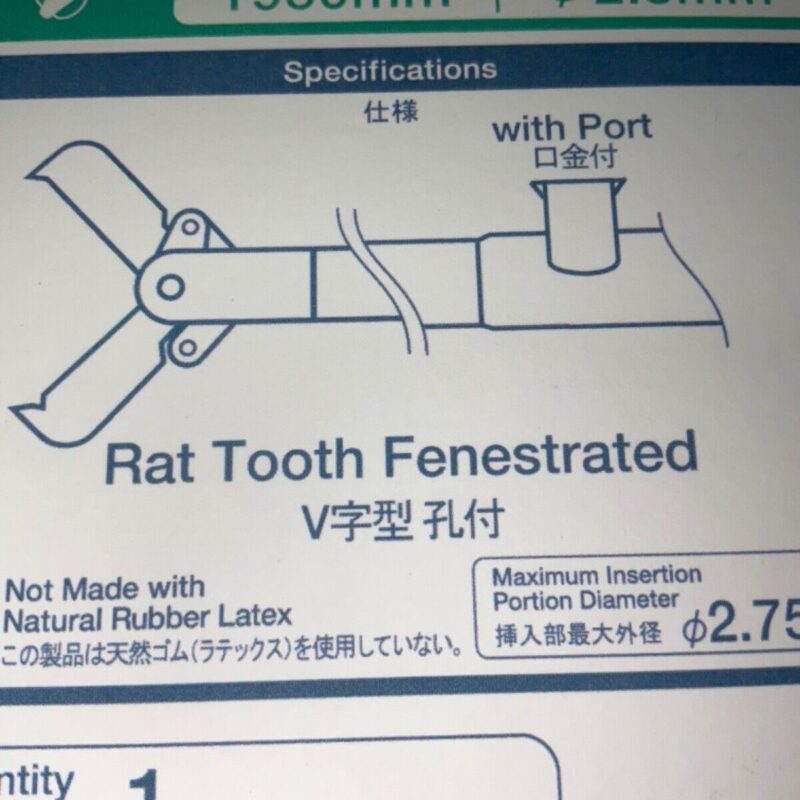 Specifications
仕様
with Port
口金付
Rat Tooth Fenestrated
V字型 孔付
Not Made with
Natural Rubber Latex
この製品は天然ゴム(ラテックス)を使用していない。
Maximum Insertion
Portion Diameter
挿入部最大外径 φ2.75
1